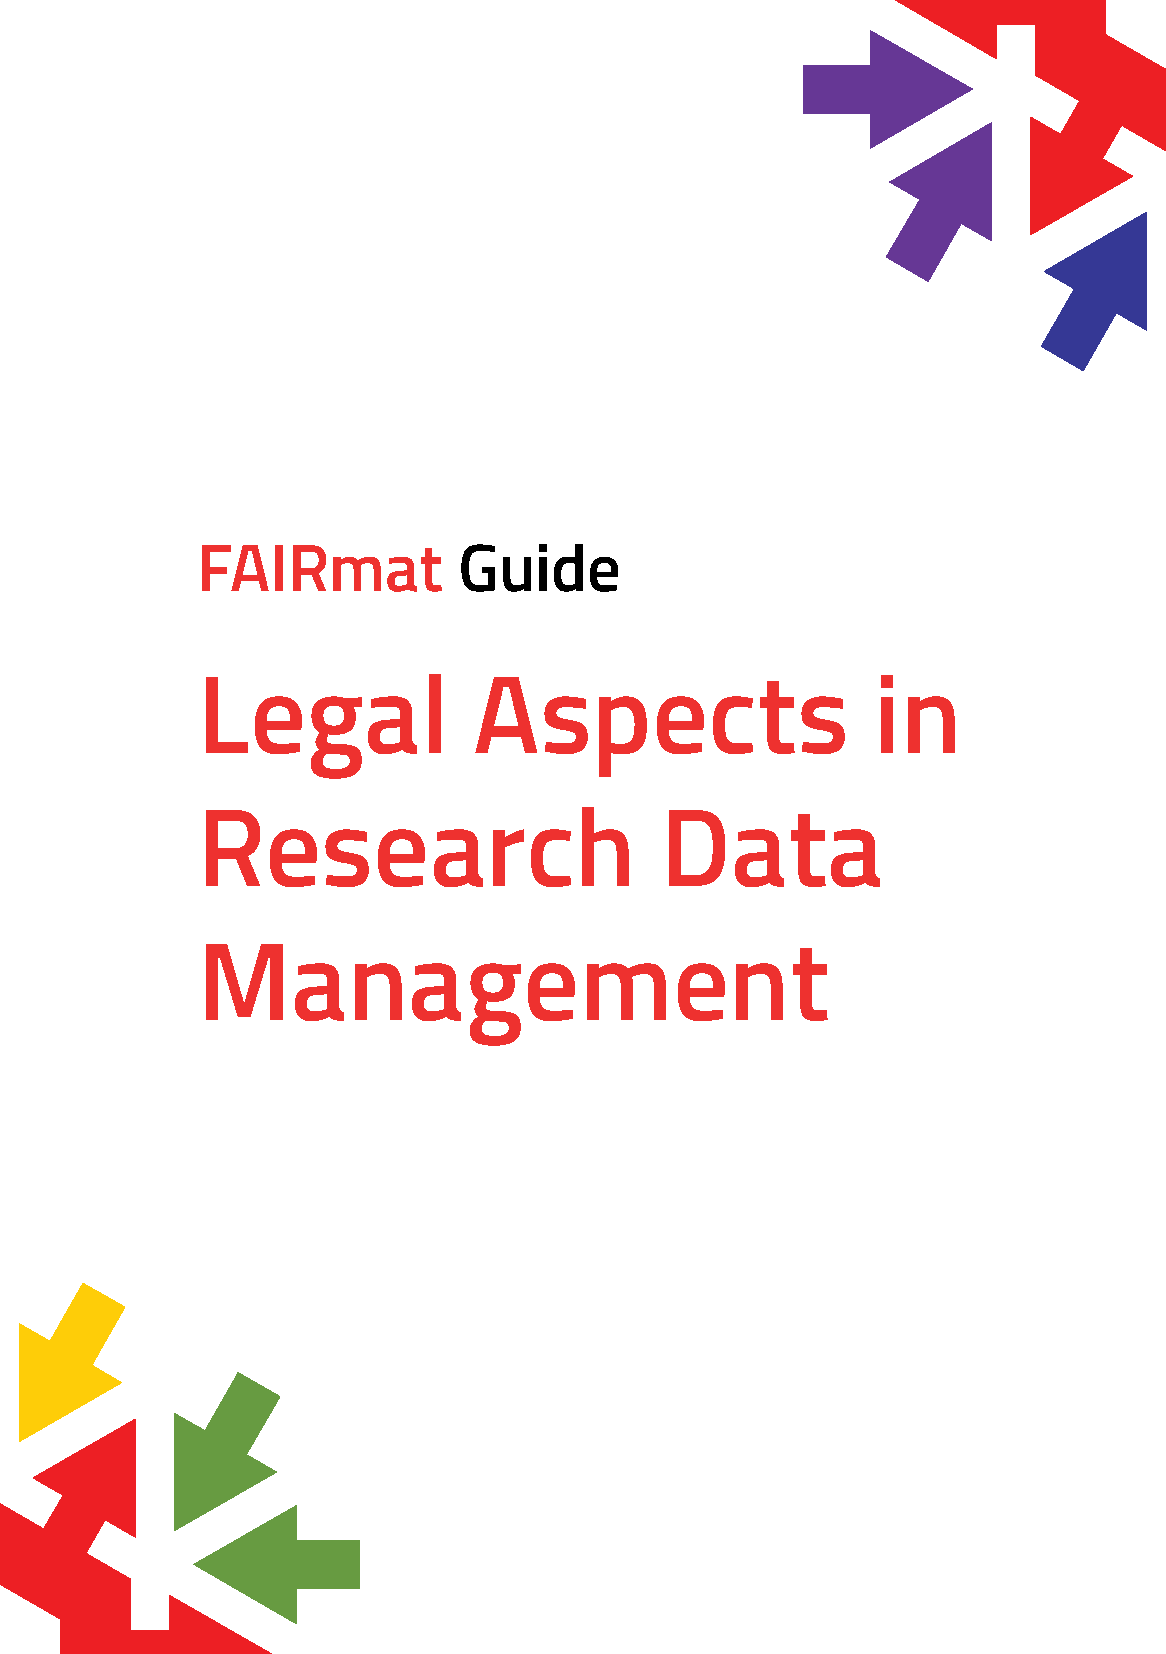 FAIRmat Guide
Legal Aspects in
Research Data
Management